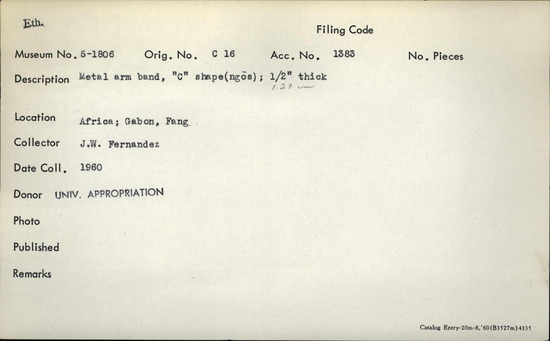 Eth.
Filing Code
Museum No. 5-1806 Orig. No. C 16 Acc. No. 1383 No. Pieces
Description Metal arm band, "C" shape(ngōs); 1/2" thick
1.27 cm
Location Africa; Gabon, Fang
Collector J.W. Fernandez
Date Coll. 1960
Donor UNIV. APPROPRIATION
Photo
Published
Remarks
Catalog Entry-20m-8,'60(B3527m)4135